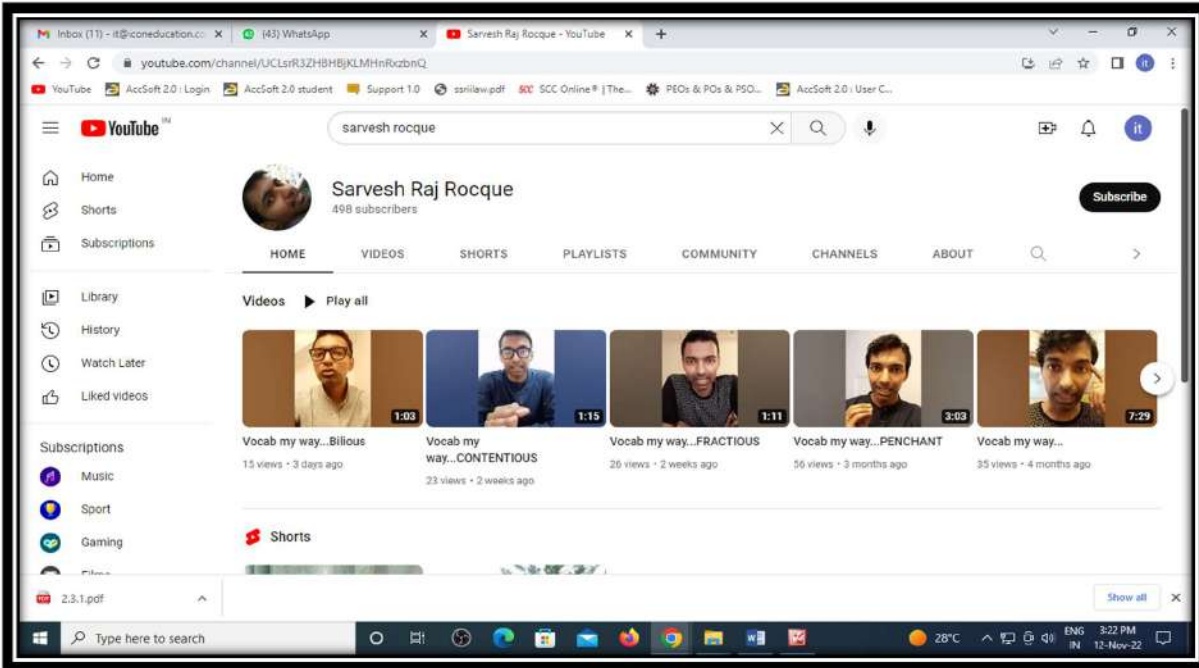 Inbox (11) - it@iconeducation.co
(43) WhatsApp
Sarvesh Raj Rocque - YouTube
youtube.com/channel/UCLsrR3ZHBHBjKLMHnRxzbnQ
it
YouTube AccSoft 2.0 : Login AccSoft 2.0 student Support 1.0 ssriilaw.pdf SCC SCC Online® | The... PEOs & POs & PSO... AccSoft 2.0 : User C...
YouTube IN
sarvesh rocque
it
Home
Shorts
Subscriptions
Library
History
Watch Later
Liked videos
Subscriptions
Music
Sport
Gaming
Films
Sarvesh Raj Rocque
498 subscribers
Subscribe
HOME VIDEOS SHORTS PLAYLISTS COMMUNITY CHANNELS ABOUT
Videos Play all
1:03
1:15
1:11
3:03
7:29
Vocab my way...Bilious
15 views • 3 days ago
Vocab my
way...CONTENTIOUS
23 views • 2 weeks ago
Vocab my way...FRACTIOUS
26 views • 2 weeks ago
Vocab my way...PENCHANT
56 views • 3 months ago
Vocab my way...
35 views • 4 months ago
Shorts
PDF 2.3.1.pdf
Show all
Type here to search
28°C
ENG
IN
3:22 PM
12-Nov-22